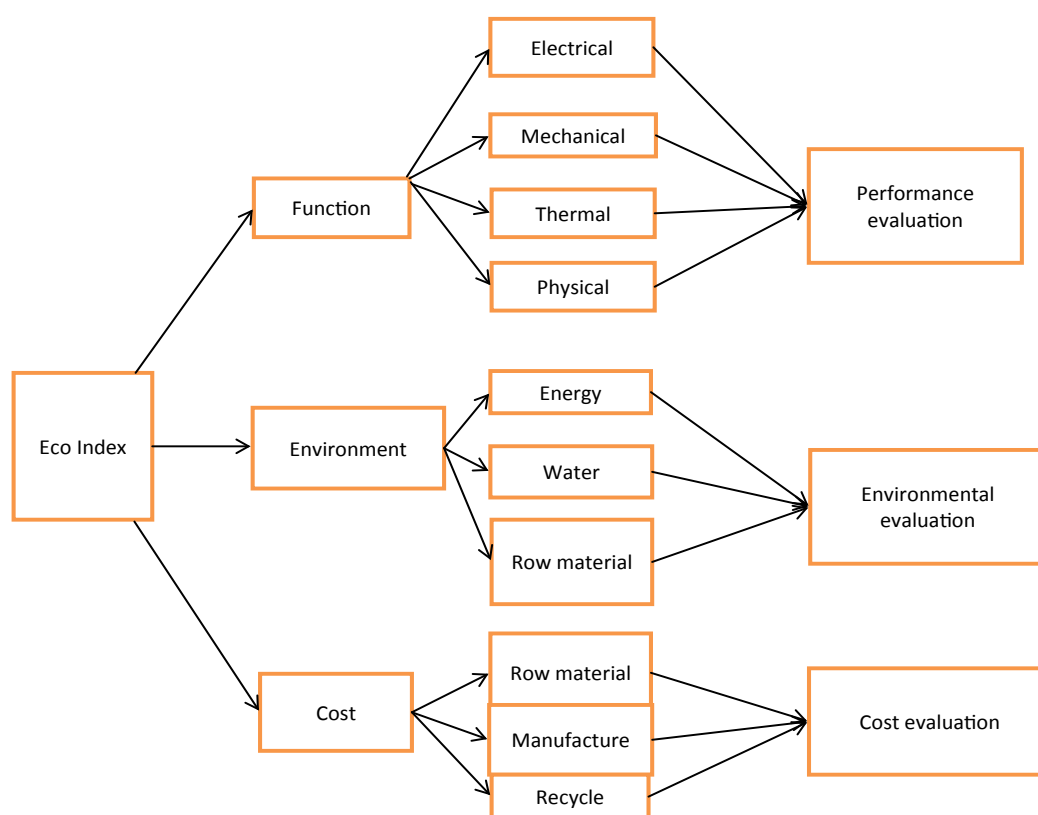 Eco Index
Function
Environment
Cost
Electrical
Mechanical
Thermal
Physical
Energy
Water
Row material
Row material
Manufacture
Recycle
Performance
evaluation
Environmental
evaluation
Cost evaluation